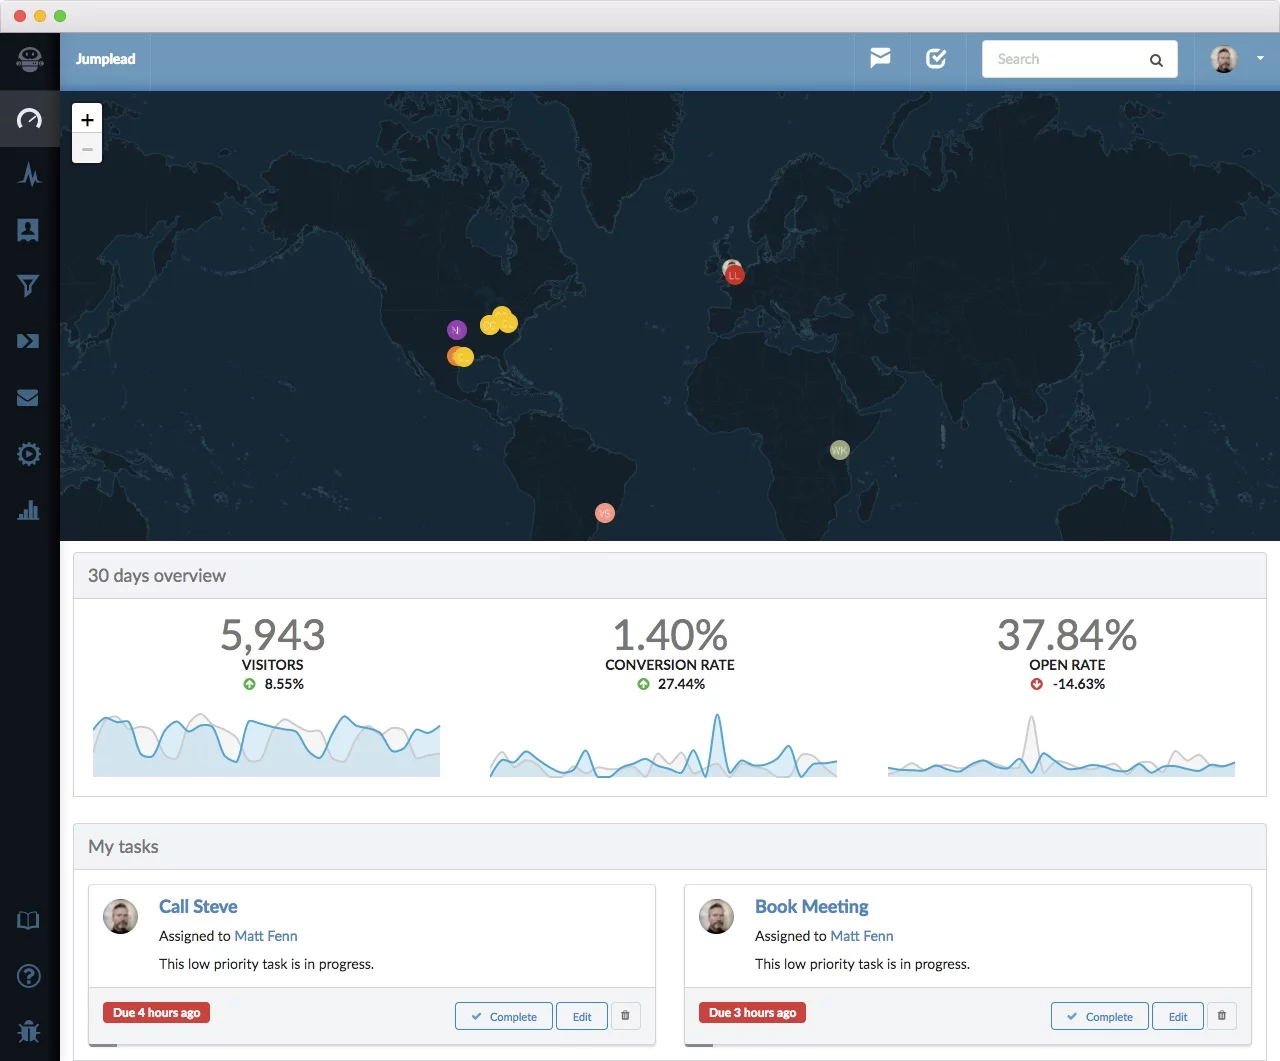 Jumplead
Search
+
−
LL
N
WK
VS
30 days overview
5,943
VISITORS
8.55%
1.40%
CONVERSION RATE
27.44%
37.84%
OPEN RATE
-14.63%
My tasks
Call Steve
Assigned to Matt Fenn
This low priority task is in progress.
Due 4 hours ago
Complete
Edit
Book Meeting
Assigned to Matt Fenn
This low priority task is in progress.
Due 3 hours ago
Complete
Edit